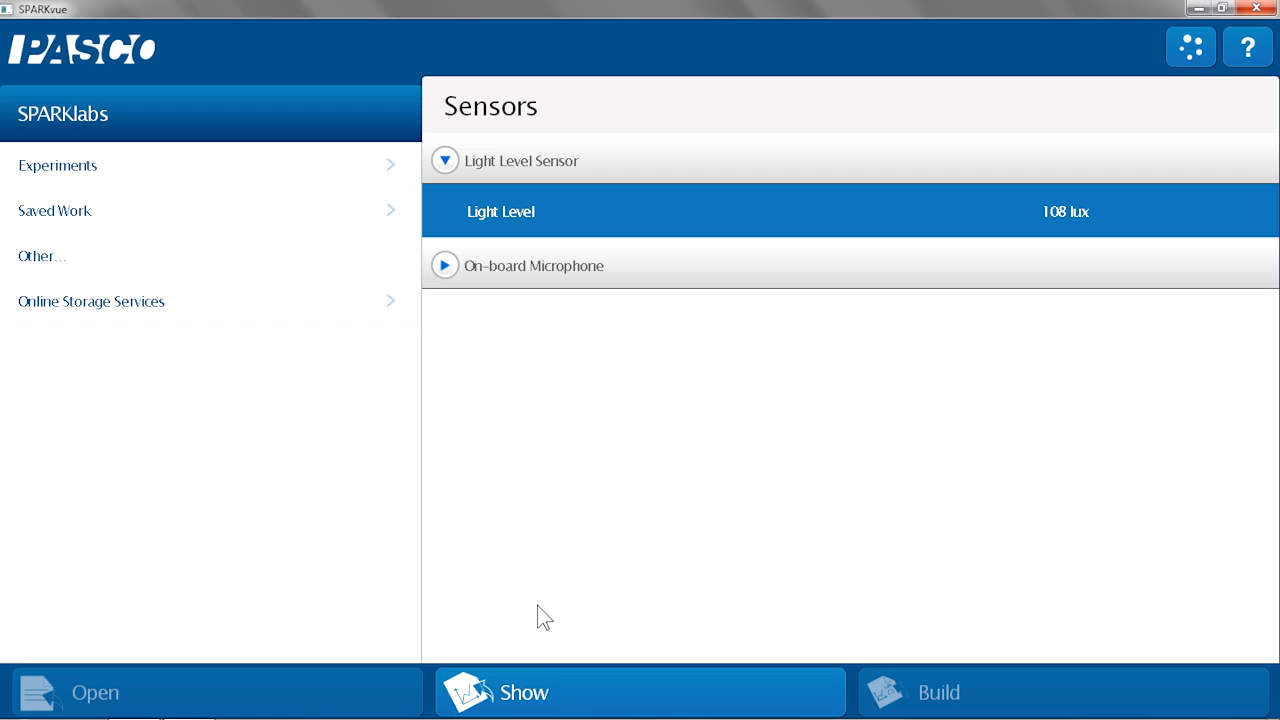 SPARKvue
PASCO
?
SPARKlabs
Experiments
Saved Work
Other...
Online Storage Services
Sensors
Light Level Sensor
Light Level 108 lux
On-board Microphone
Open
Show
Build